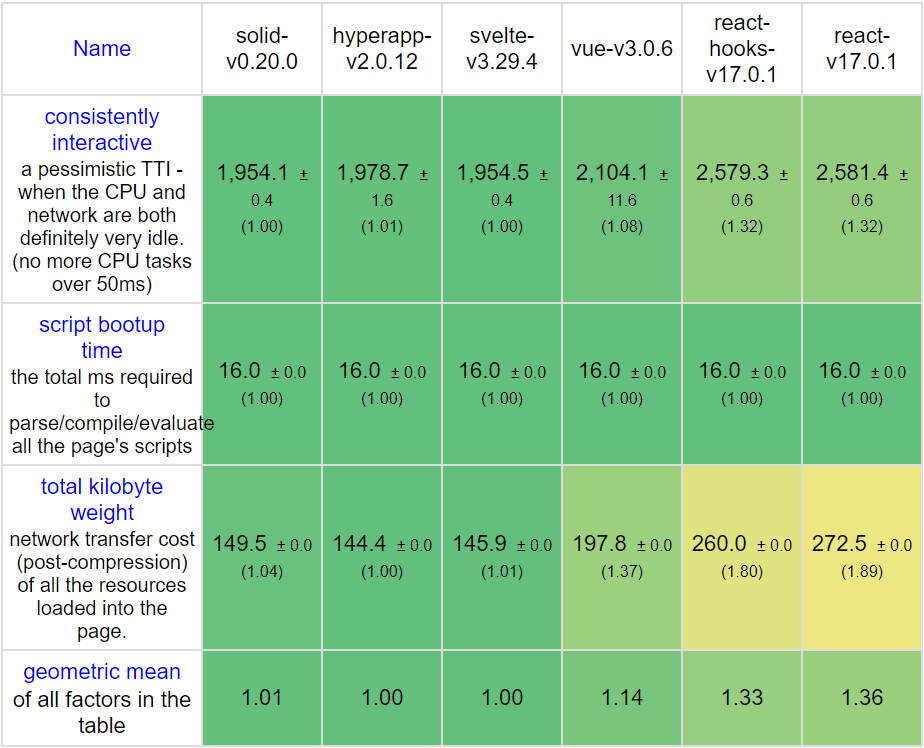 Name
solid-
v0.20.0
hyperapp-
v2.0.12
svelte-
v3.29.4
vue-v3.0.6
react-
hooks-
v17.0.1
react-
v17.0.1
consistently
interactive
a pessimistic TTI -
when the CPU and
network are both
definitely very idle.
(no more CPU tasks
over 50ms)
1,954.1 ±
0.4
(1.00)
1,978.7 ±
1.6
(1.01)
1,954.5 ±
0.4
(1.00)
2,104.1 ±
11.6
(1.08)
2,579.3 ±
0.6
(1.32)
2,581.4 ±
0.6
(1.32)
script bootup
time
the total ms required
to
parse/compile/evaluate
all the page's scripts
16.0 ± 0.0
(1.00)
16.0 ± 0.0
(1.00)
16.0 ± 0.0
(1.00)
16.0 ± 0.0
(1.00)
16.0 ± 0.0
(1.00)
16.0 ± 0.0
(1.00)
total kilobyte
weight
network transfer cost
(post-compression)
of all the resources
loaded into the
page.
149.5 ± 0.0
(1.04)
144.4 ± 0.0
(1.00)
145.9 ± 0.0
(1.01)
197.8 ± 0.0
(1.37)
260.0 ± 0.0
(1.80)
272.5 ± 0.0
(1.89)
geometric mean
of all factors in the
table
1.01
1.00
1.00
1.14
1.33
1.36